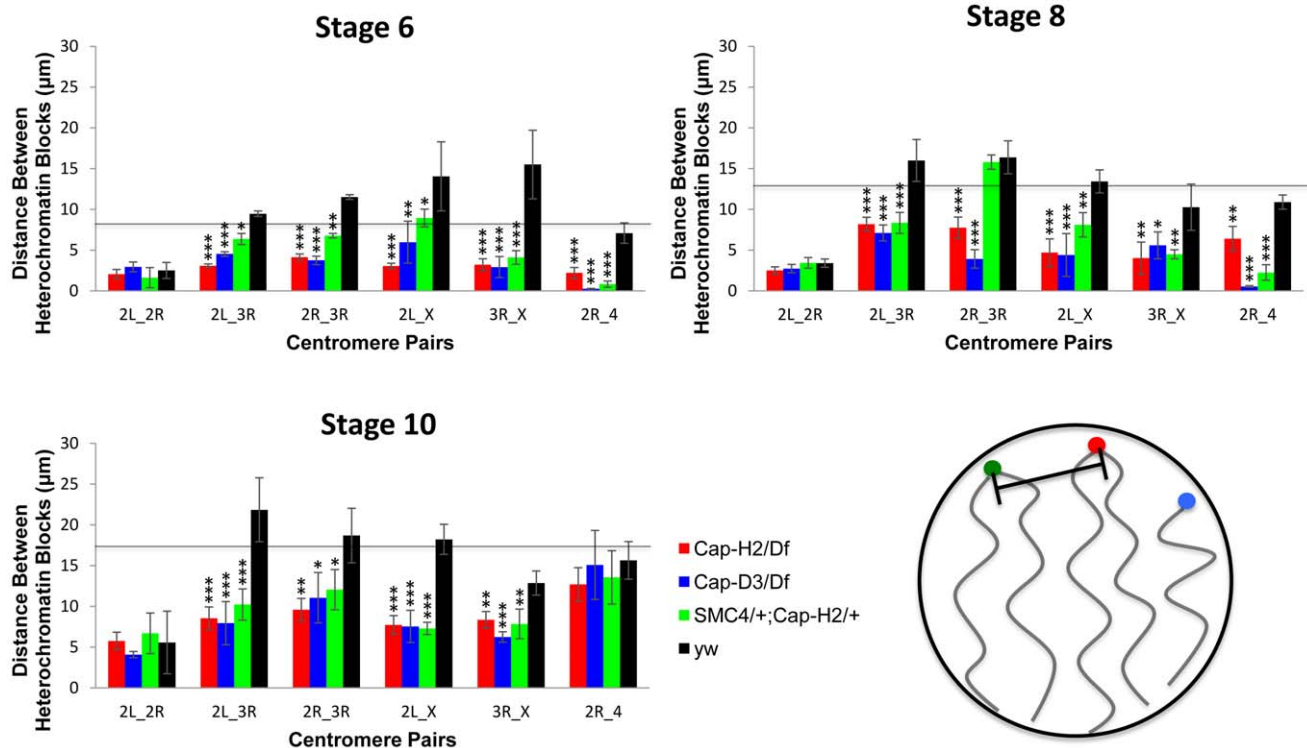 Stage 6
Distance Between
Heterochromatin Blocks (µm)
30
25
20
15
10
5
0
***
***
*
***
***
**
***
**
*
***
***
***
***
***
***
2L_2R
2L_3R
2R_3R
2L_X
3R_X
2R_4
Centromere Pairs
Stage 8
Distance Between
Heterochromatin Blocks (µm)
30
25
20
15
10
5
0
***
***
***
***
***
***
***
**
**
*
**
**
***
***
2L_2R
2L_3R
2R_3R
2L_X
3R_X
2R_4
Centromere Pairs
Stage 10
Distance Between
Heterochromatin Blocks (µm)
30
25
20
15
10
5
0
***
***
***
**
*
*
***
***
***
**
***
**
2L_2R
2L_3R
2R_3R
2L_X
3R_X
2R_4
Centromere Pairs
Cap-H2/Df
Cap-D3/Df
SMC4/+;Cap-H2/+
yw